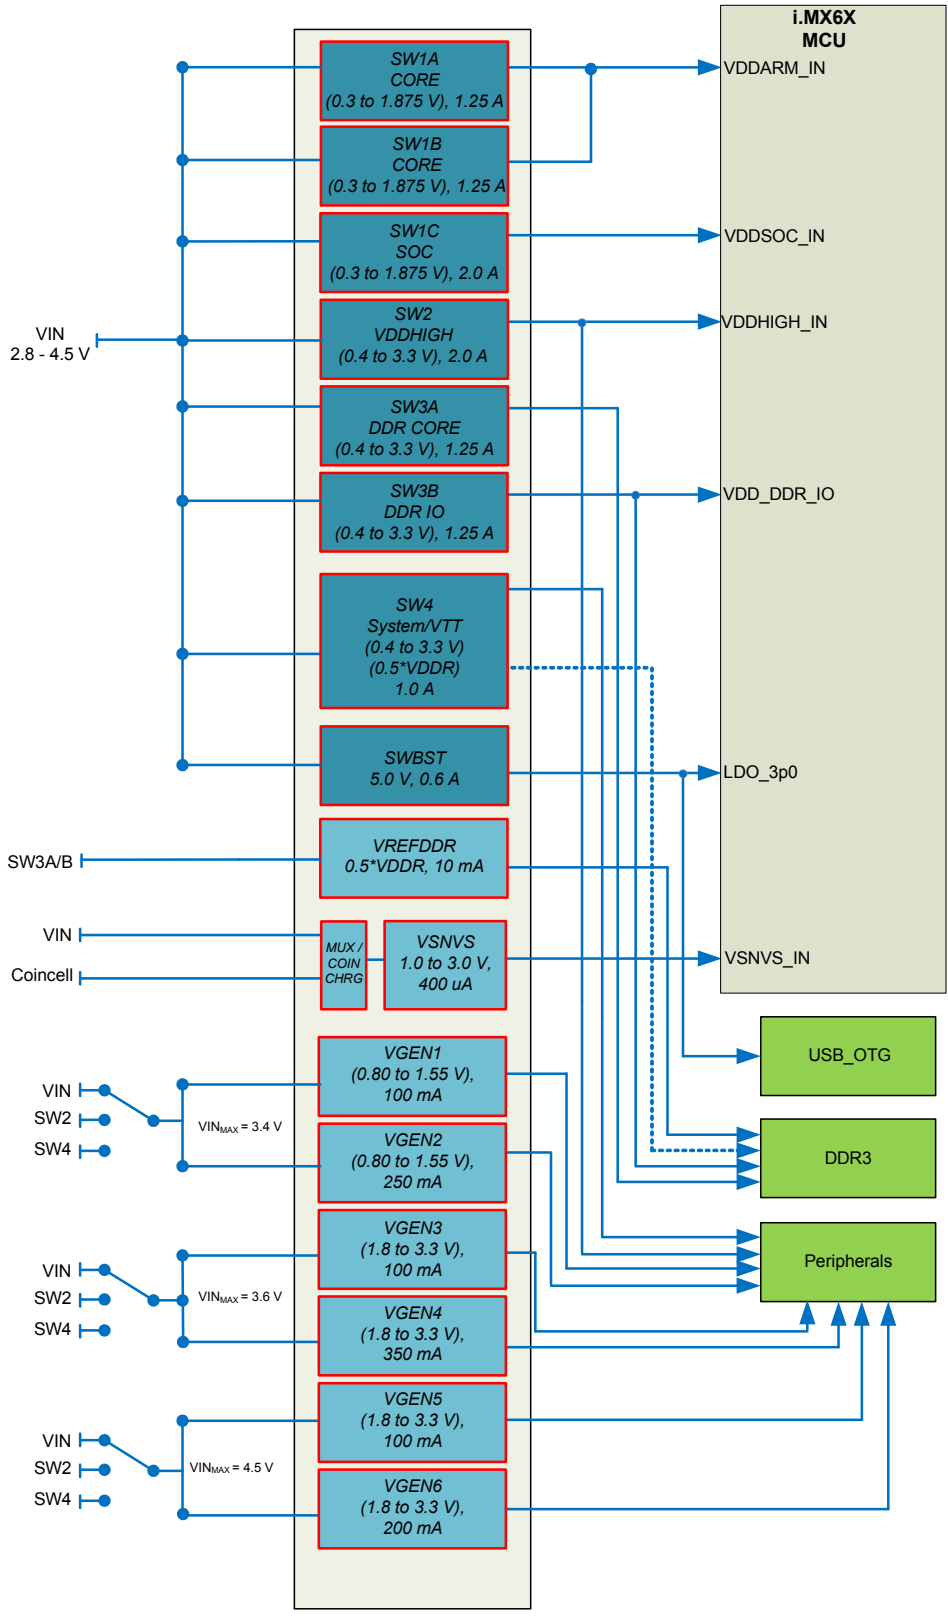 i.MX6X
MCU
SW1A
CORE
(0.3 to 1.875 V), 1.25 A
VDDARM_IN
SW1B
CORE
(0.3 to 1.875 V), 1.25 A
SW1C
SOC
(0.3 to 1.875 V), 2.0 A
VDDSOC_IN
VIN
2.8 - 4.5 V
SW2
VDDHIGH
(0.4 to 3.3 V), 2.0 A
VDDHIGH_IN
SW3A
DDR CORE
(0.4 to 3.3 V), 1.25 A
SW3B
DDR IO
(0.4 to 3.3 V), 1.25 A
VDD_DDR_IO
SW4
System/VTT
(0.4 to 3.3 V)
(0.5*VDDR)
1.0 A
SWBST
5.0 V, 0.6 A
LDO_3p0
SW3A/B
VREFDDR
0.5*VDDR, 10 mA
VIN
Coincell
MUX /
COIN
CHRG
VSNVS
1.0 to 3.0 V,
400 uA
VSNVS_IN
USB_OTG
VIN
SW2
SW4
VINMAX = 3.4 V
VGEN1
(0.80 to 1.55 V),
100 mA
VGEN2
(0.80 to 1.55 V),
250 mA
DDR3
VIN
SW2
SW4
VINMAX = 3.6 V
VGEN3
(1.8 to 3.3 V),
100 mA
VGEN4
(1.8 to 3.3 V),
350 mA
Peripherals
VIN
SW2
SW4
VINMAX = 4.5 V
VGEN5
(1.8 to 3.3 V),
100 mA
VGEN6
(1.8 to 3.3 V),
200 mA